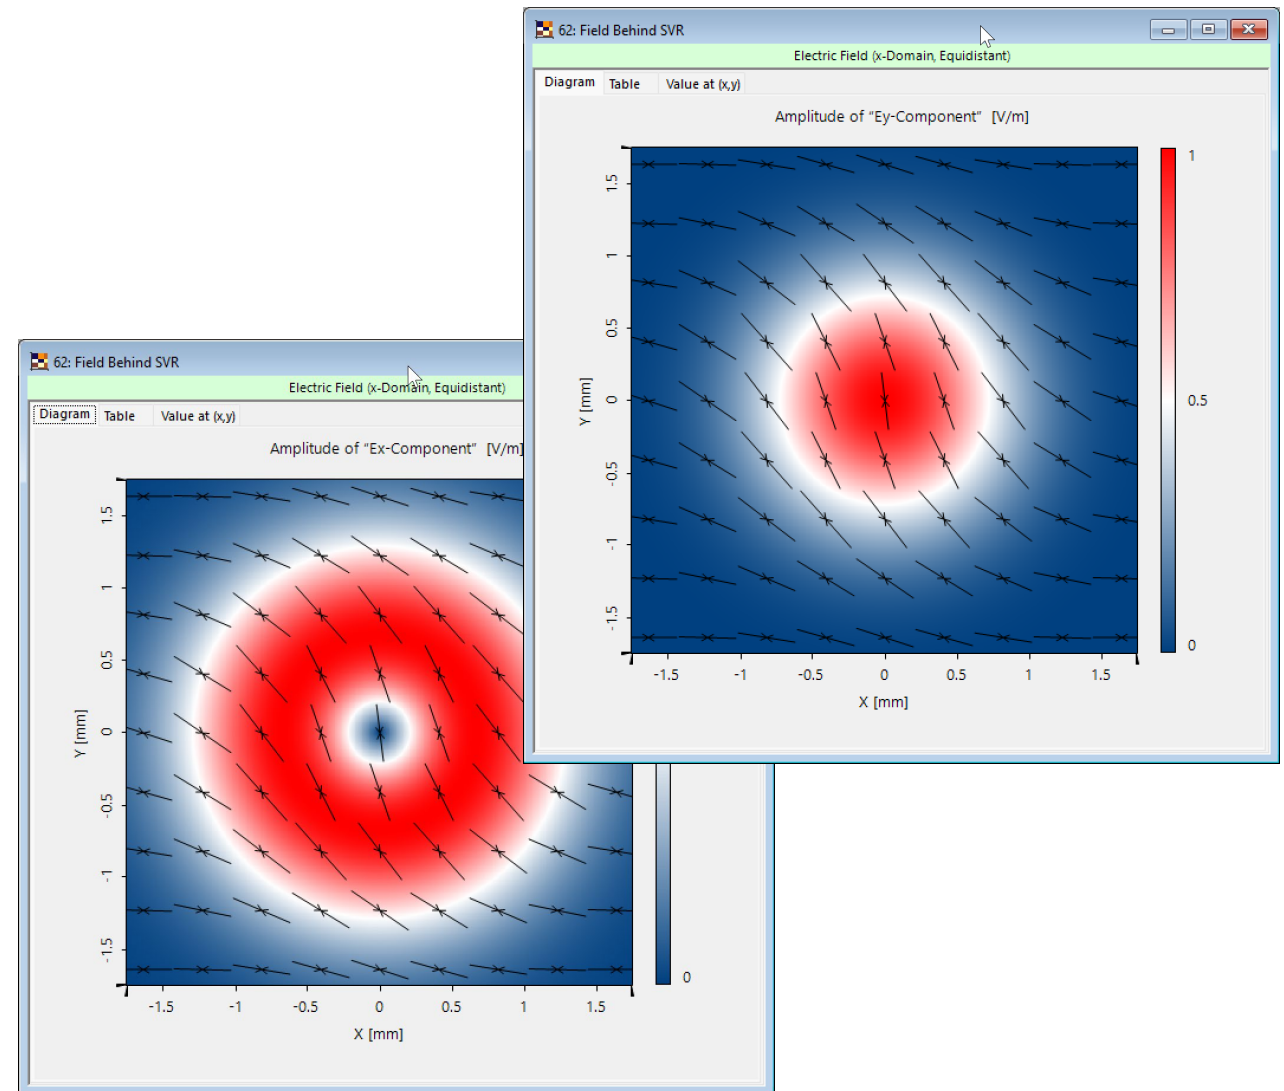 62: Field Behind SVR
Electric Field (x-Domain, Equidistant)
Diagram Table Value at (x,y)
Amplitude of "Ey-Component" [V/m]
1
0.5
0
1.5
1
0.5
0
-0.5
-1
-1.5
Y [mm]
-1.5 -1 -0.5 0 0.5 1 1.5
X [mm]
62: Field Behind SVR
Electric Field (x-Domain, Equidistant)
Diagram Table Value at (x,y)
Amplitude of "Ex-Component" [V/m]
1.5
1
0.5
0
-0.5
-1
-1.5
Y [mm]
0
-1.5 -1 -0.5 0 0.5 1 1.5
X [mm]